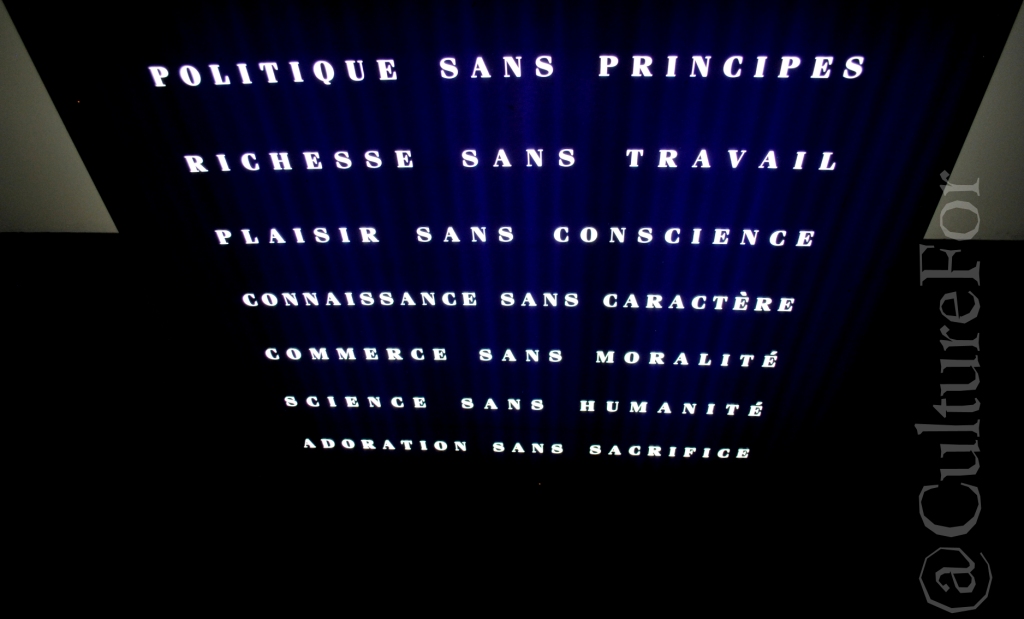 POLITIQUE SANS PRINCIPES
RICHESSE SANS TRAVAIL
PLAISIR SANS CONSCIENCE
CONNAISSANCE SANS CARACTÈRE
COMMERCE SANS MORALITÉ
SCIENCE SANS HUMANITÉ
ADORATION SANS SACRIFICE
@CultureFor